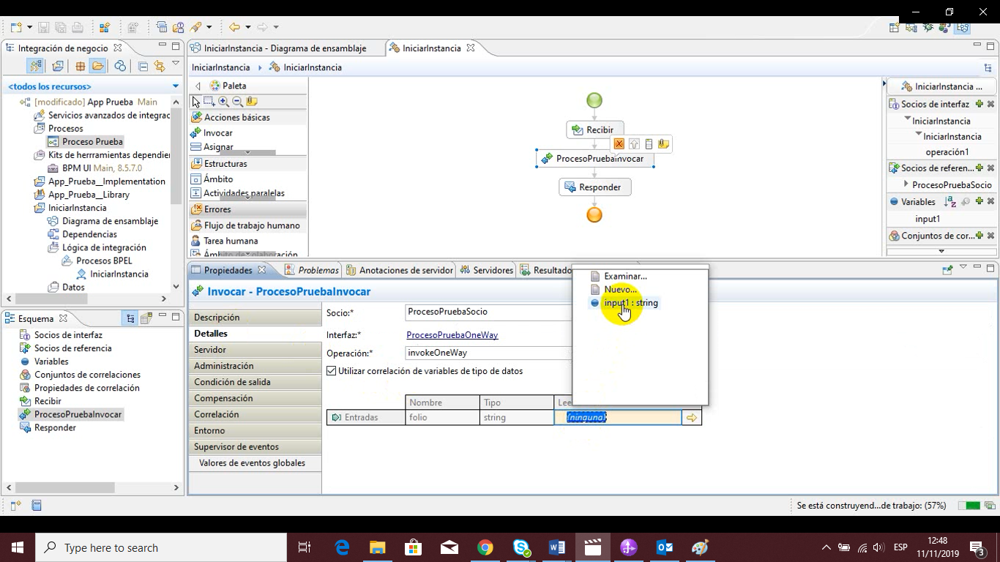 Integración de negocio
<todos los recursos>
[modificado] App Prueba Main
Servicios avanzados de integrac
Procesos
Proceso Prueba
Kits de herrramientas dependier
BPM UI Main, 8.5.7.0
App_Prueba__Implementation
App_Prueba__Library
IniciarInstancia
Diagrama de ensamblaje
Dependencias
Lógica de integración
Procesos BPEL
IniciarInstancia
Datos
Esquema
Socios de interfaz
Socios de referencia
Variables
Conjuntos de correlaciones
Propiedades de correlación
Recibir
ProcesoPruebaInvocar
Responder
IniciarInstancia - Diagrama de ensamblaje
IniciarInstancia
IniciarInstancia
IniciarInstancia
Paleta
Acciones básicas
Invocar
Asignar
Estructuras
Ámbito
Actividades paralelas
Errores
Flujo de trabajo humano
Tarea humana
Ámbito de colaboración
Recibir
ProcesoPruebaInvocar
Responder
IniciarInstancia ...
Socios de interfaz
IniciarInstancia
IniciarInstancia
operación1
Socios de referen...
ProcesoPruebaSocio
Variables
input1
Conjuntos de cor...
Propiedades
Problemas
Anotaciones de servidor
Servidores
Resultado
Invocar - ProcesoPruebaInvocar
Descripción
Detalles
Servidor
Administración
Condición de salida
Compensación
Correlación
Entorno
Supervisor de eventos
Valores de eventos globales
Socio:*
ProcesoPruebaSocio
Interfaz:*
ProcesoPruebaOneWay
Operación:*
invokeOneWay
Utilizar correlación de variables de tipo de datos
Nombre
Tipo
Lee
Entradas
folio
string
(ninguna)
Examinar...
Nuevo...
input1 : string
Se está construyend...de trabajo: (57%)
Type here to search
ESP
12:48
11/11/2019
3